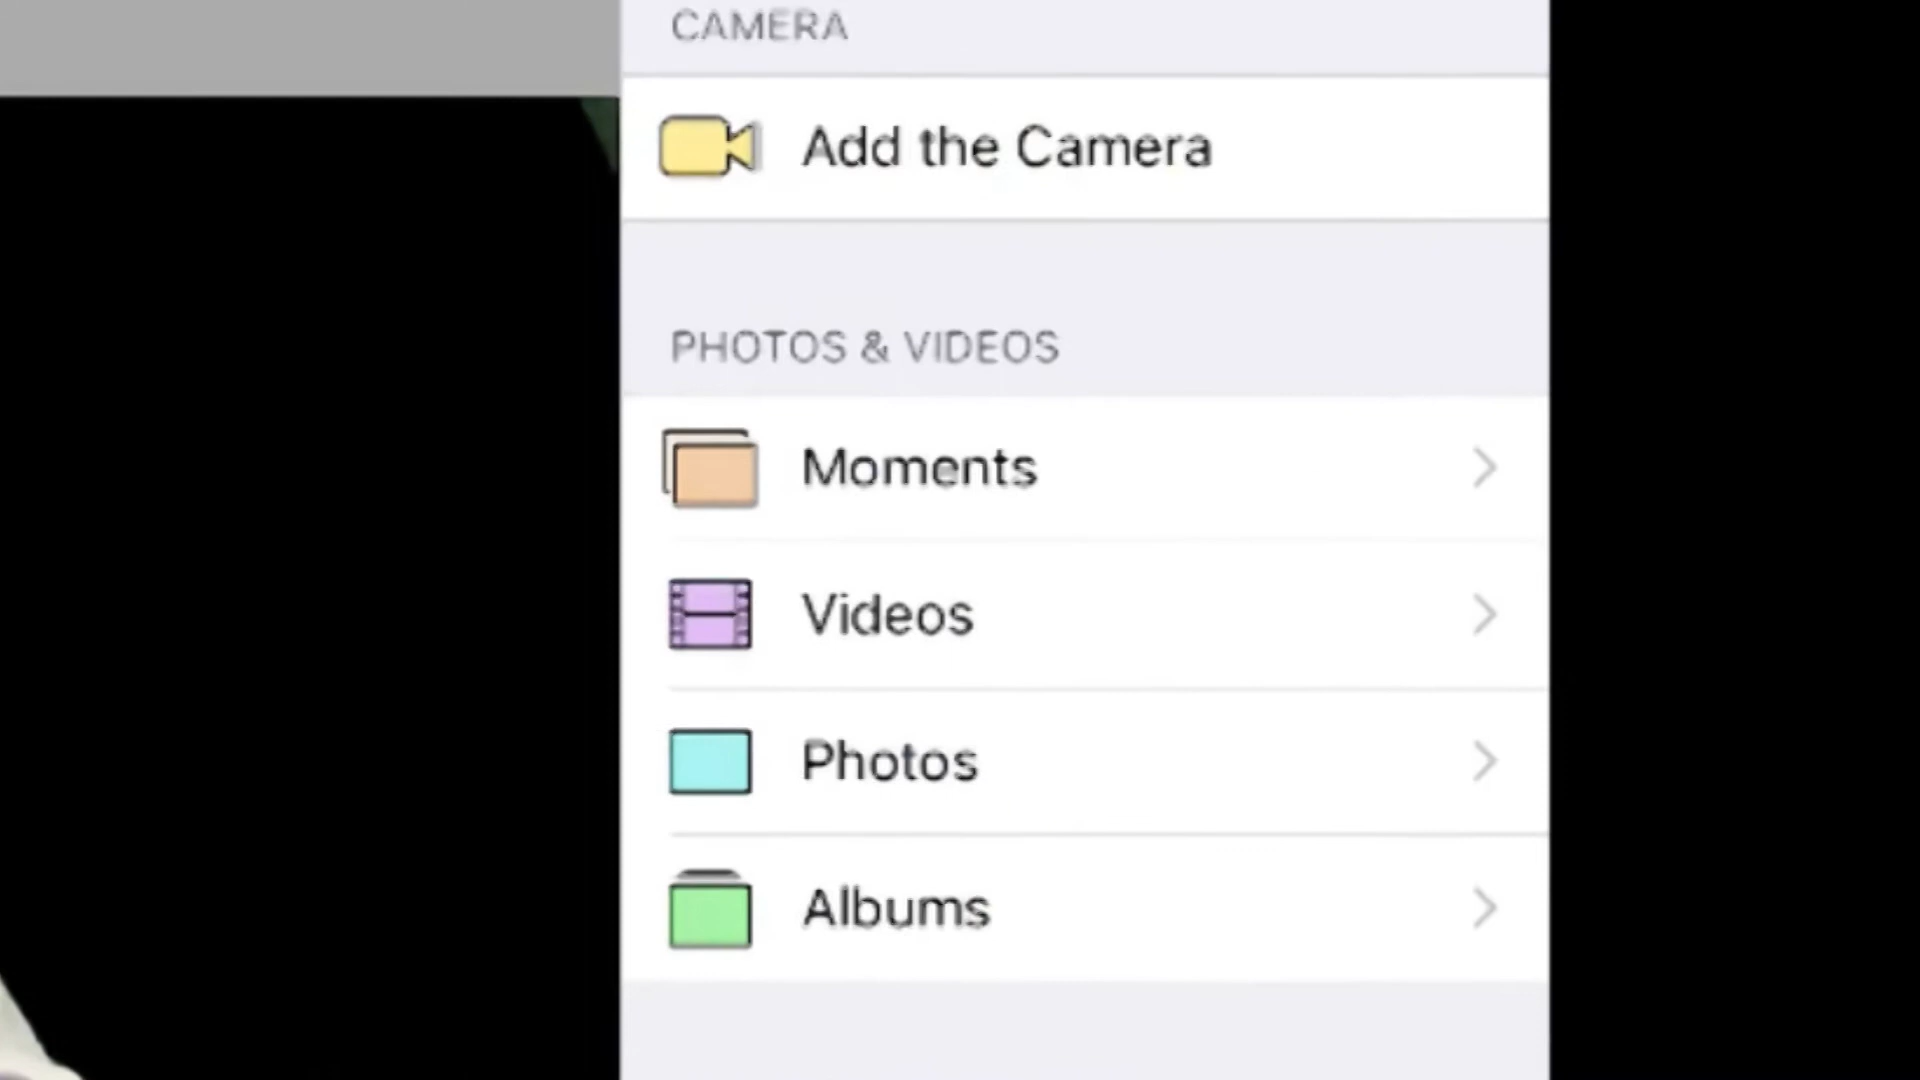 CAMERA
Add the Camera
PHOTOS & VIDEOS
Moments
Videos
Photos
Albums